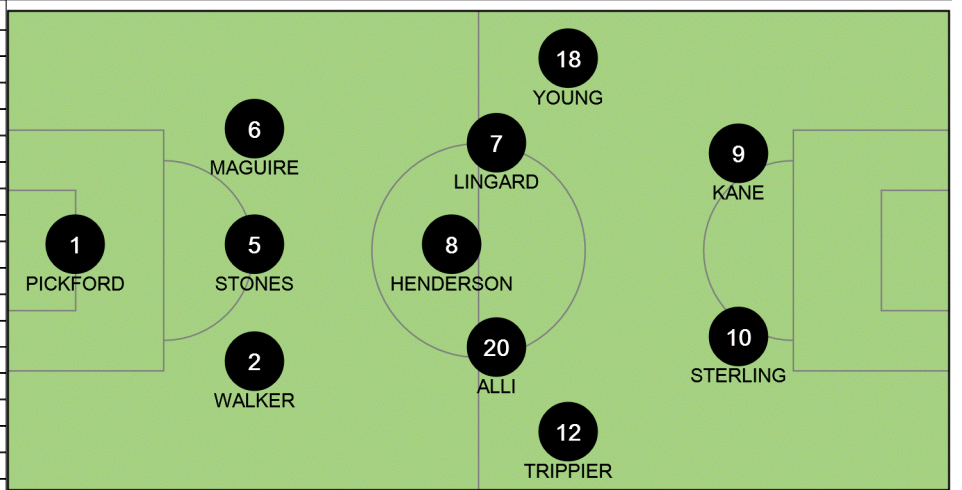 18
YOUNG
6
MAGUIRE
7
LINGARD
9
KANE
1
PICKFORD
5
STONES
8
HENDERSON
2
WALKER
20
ALLI
10
STERLING
12
TRIPPIER